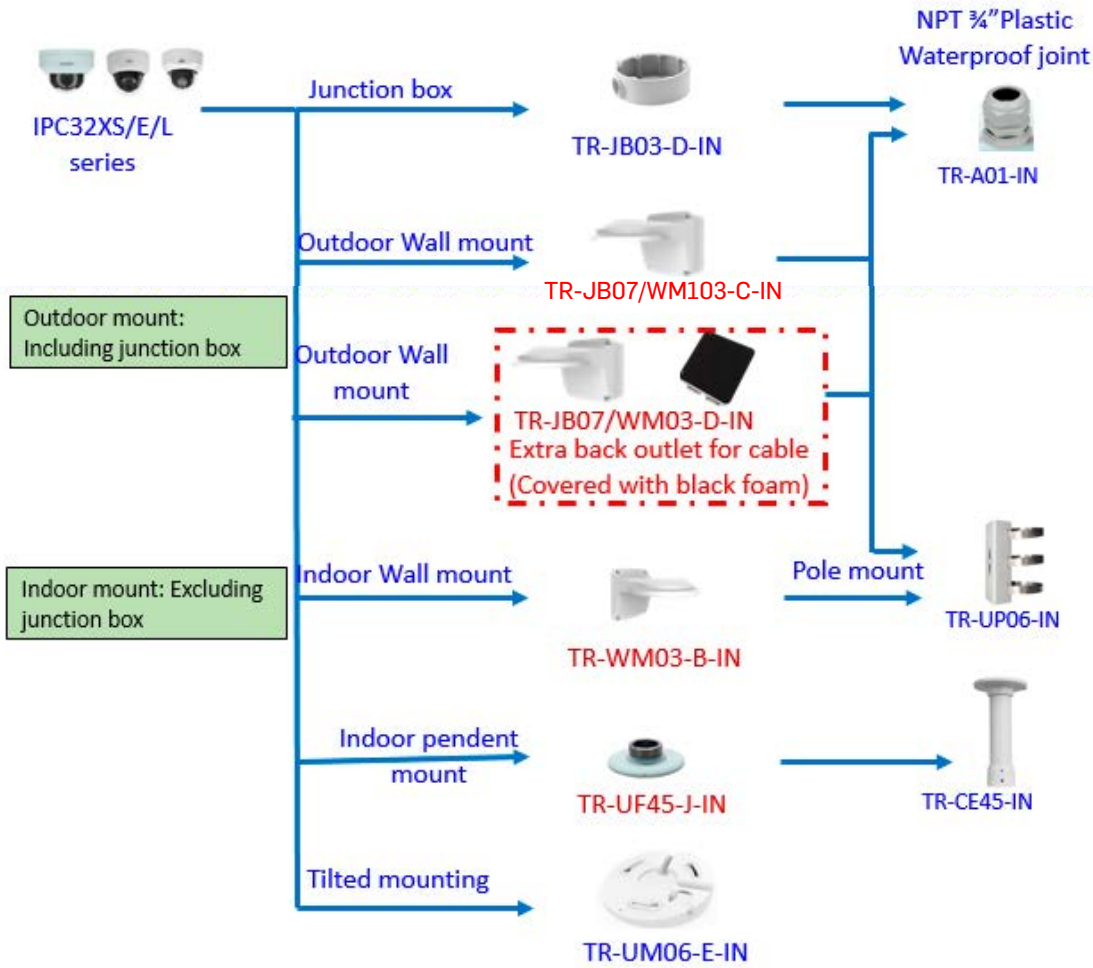 NPT ¾”Plastic
Waterproof joint
IPC32XS/E/L
series
Junction box
TR-JB03-D-IN
TR-A01-IN
Outdoor Wall mount
TR-JB07/WM103-C-IN
Outdoor mount:
Including junction box
Outdoor Wall
mount
TR-JB07/WM03-D-IN
Extra back outlet for cable
(Covered with black foam)
Indoor mount: Excluding
junction box
Indoor Wall mount
TR-WM03-B-IN
Pole mount
TR-UP06-IN
Indoor pendent
mount
TR-UF45-J-IN
TR-CE45-IN
Tilted mounting
TR-UM06-E-IN